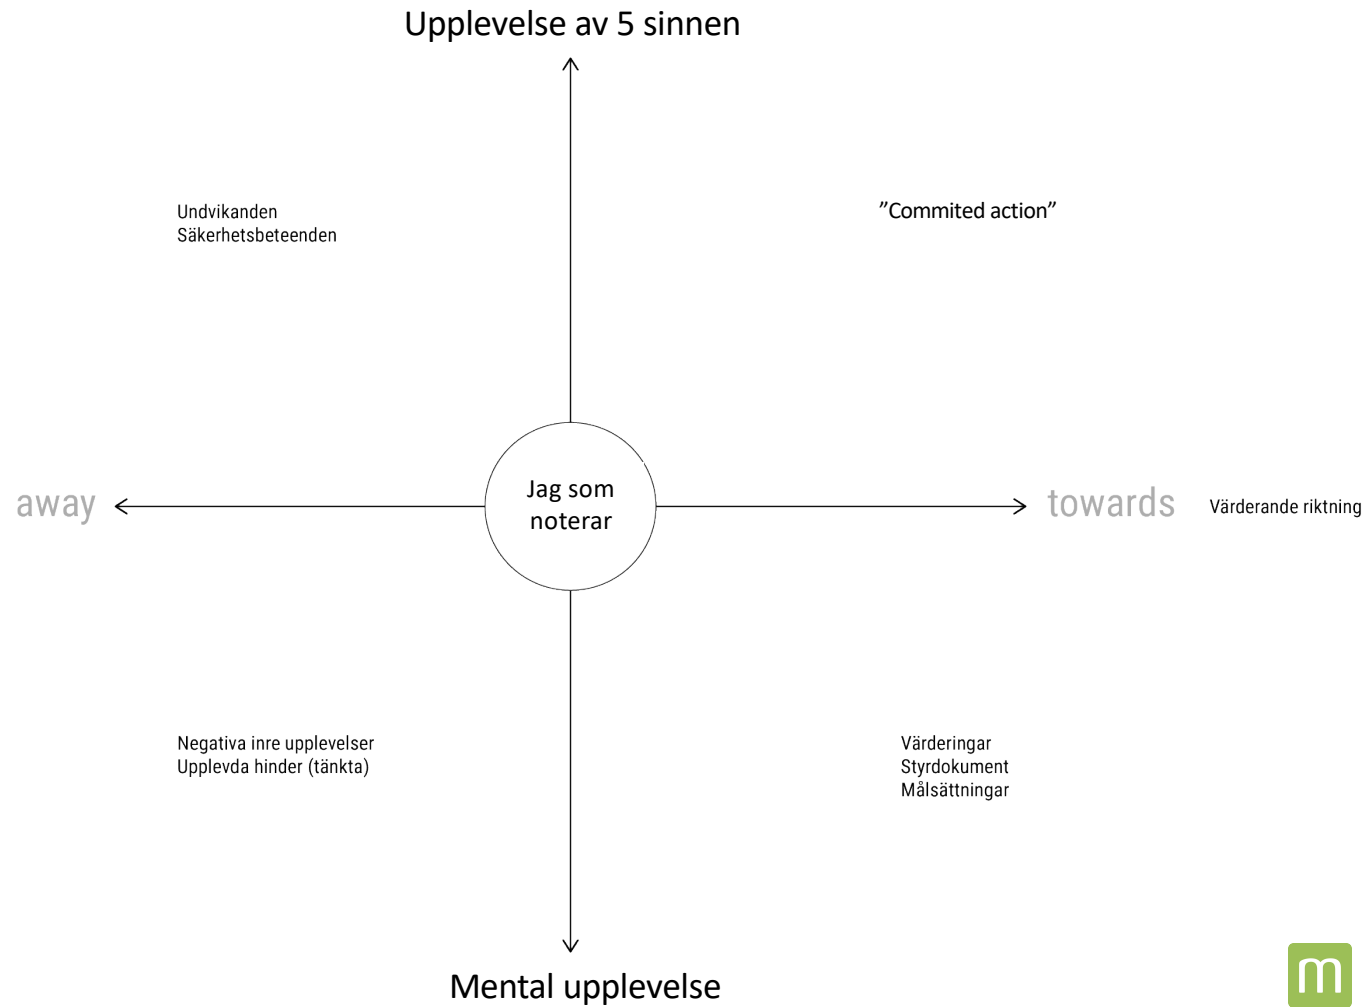 Upplevelse av 5 sinnen
Undvikanden
Säkerhetsbeteenden
”Commited action”
away
Jag som
noterar
towards
Värderande riktning
Negativa inre upplevelser
Upplevda hinder (tänkta)
Värderingar
Styrdokument
Målsättningar
Mental upplevelse
m